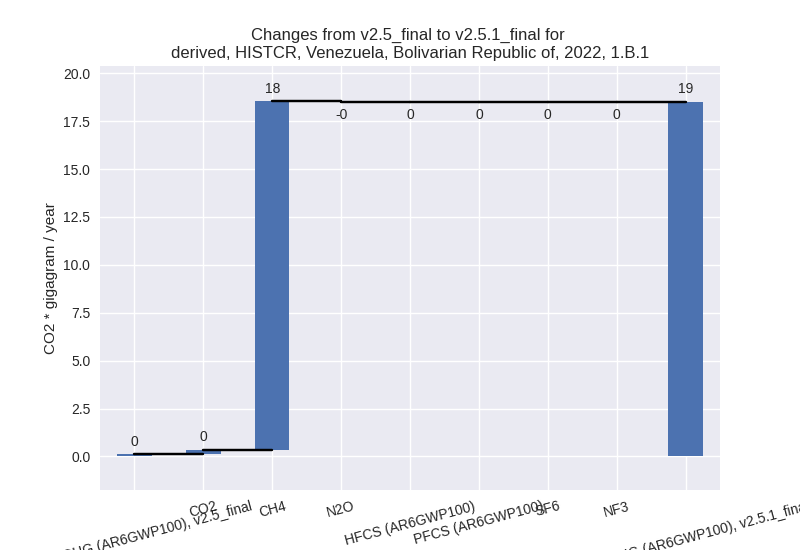 Changes from v2.5_final to v2.5.1_final for
derived, HISTCR, Venezuela, Bolivarian Republic of, 2022, 1.B.1
CO2 * gigagram / year
20.0
17.5
15.0
12.5
10.0
7.5
5.0
2.5
0.0
0
0
18
-0
0
0
0
0
19
(AR6GWP100), v2.5_final
CO2
CH4
N2O
HFCS (AR6GWP100)
PFCS (AR6GWP100)
SF6
NF3
(AR6GWP100), v2.5.1_fina